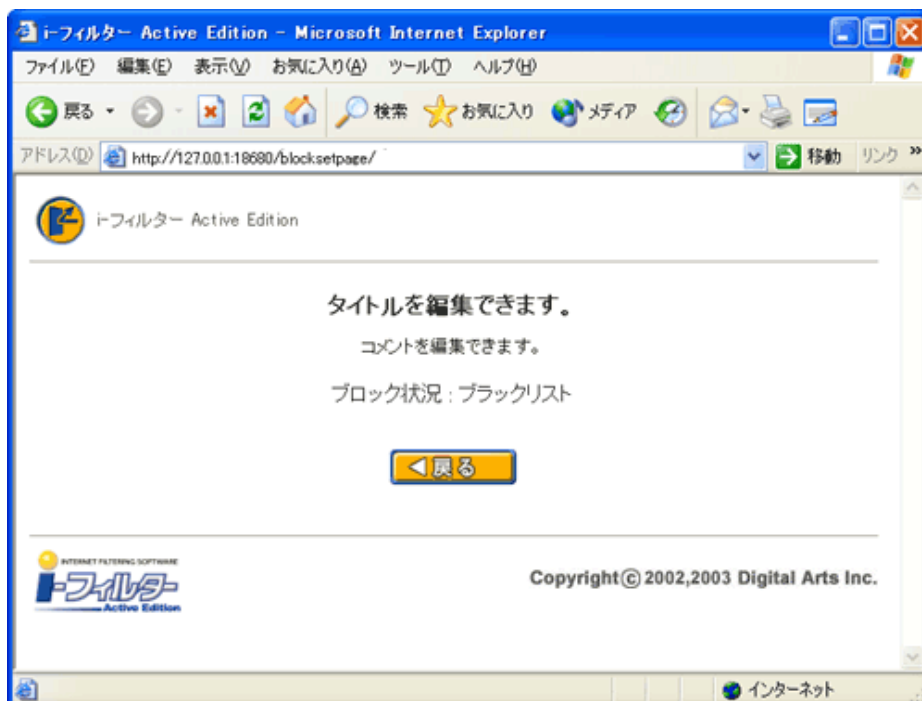 i-フィルター Active Edition - Microsoft Internet Explorer
ファイル(F) 編集(E) 表示(V) お気に入り(A) ツール(T) ヘルプ(H)
戻る 検索 お気に入り メディア
アドレス(D) http://127.0.0.1:18680/blocksetpage/ 移動 リンク »
i-フィルター Active Edition
タイトルを編集できます。
コメントを編集できます。
ブロック状況 : ブラックリスト
戻る
INTERNET FILTERING SOFTWARE
i-フィルター
Active Edition
Copyright© 2002,2003 Digital Arts Inc.
インターネット